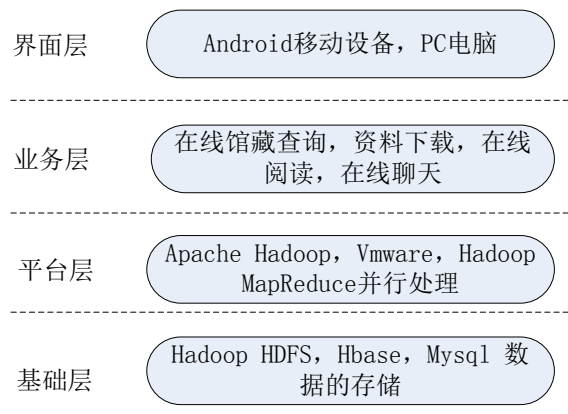 界面层
Android移动设备，PC电脑
业务层
在线馆藏查询，资料下载，在线
阅读，在线聊天
平台层
Apache Hadoop，Vmware，Hadoop
MapReduce并行处理
基础层
Hadoop HDFS，Hbase，Mysql 数
据的存储